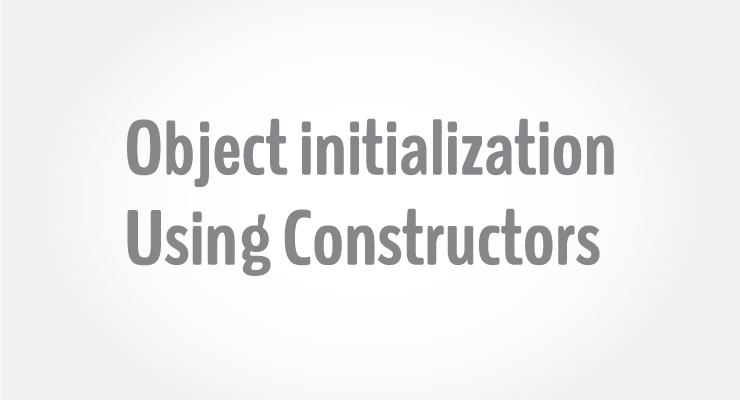 Object initialization
Using Constructors